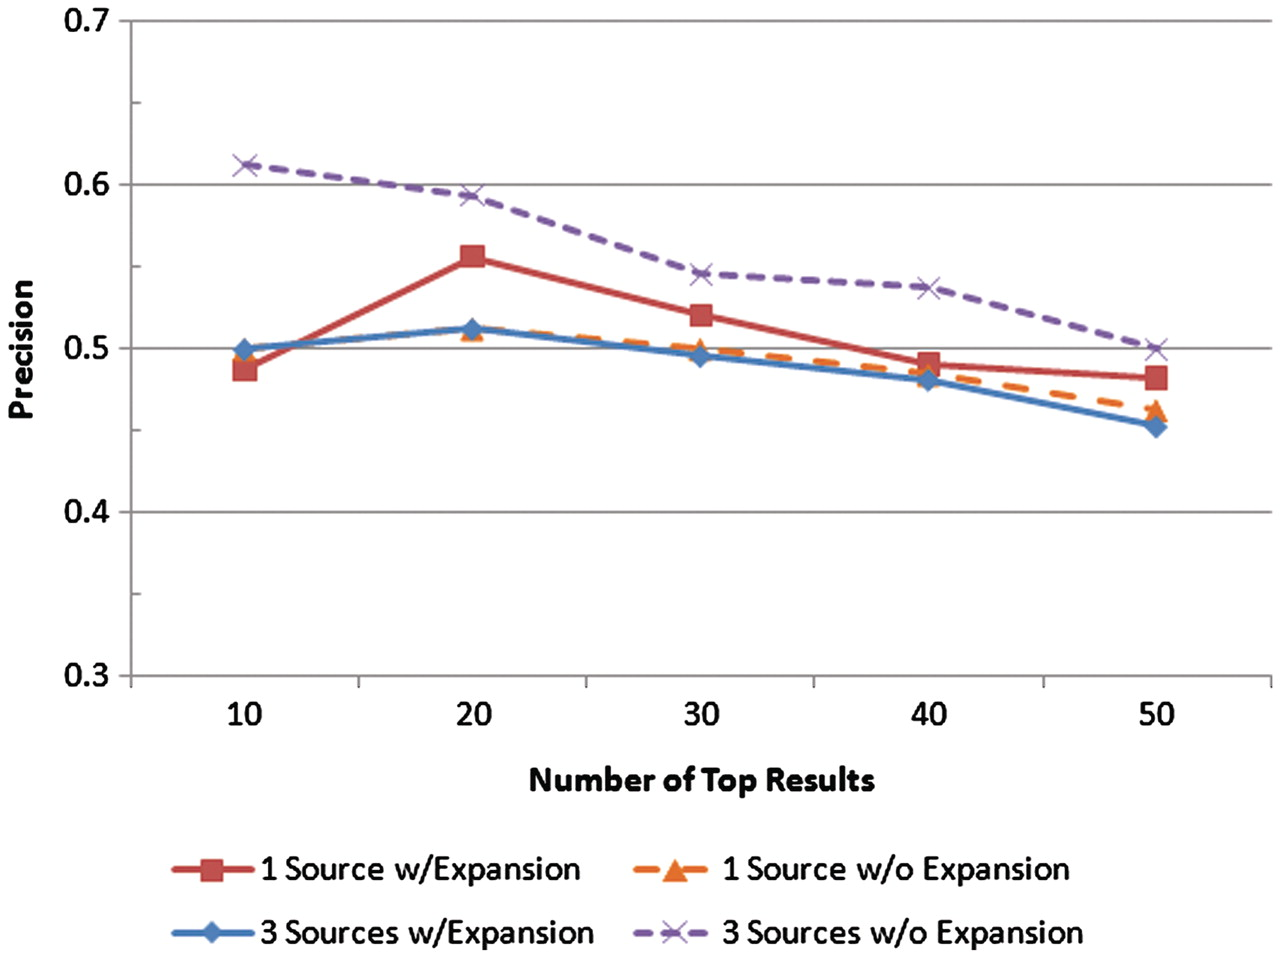 0.7
0.6
0.5
0.4
0.3
Precision
10 20 30 40 50
Number of Top Results
1 Source w/Expansion 1 Source w/o Expansion
3 Sources w/Expansion 3 Sources w/o Expansion